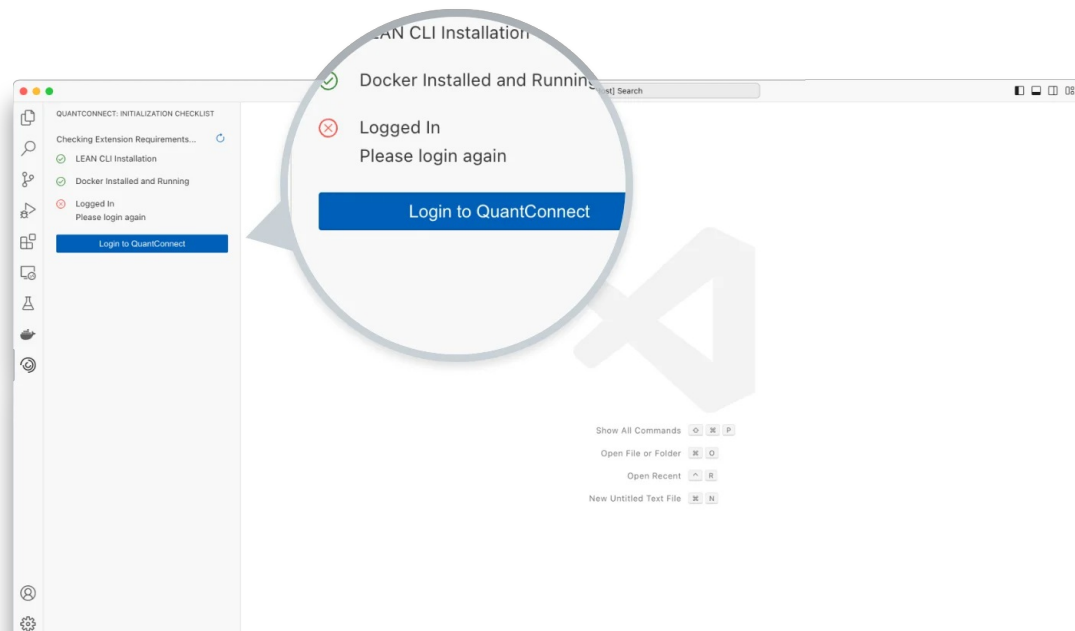 st] Search
QUANTCONNECT: INITIALIZATION CHECKLIST
Checking Extension Requirements...
LEAN CLI Installation
Docker Installed and Running
Logged In
Please login again
Login to QuantConnect
LEAN CLI Installation
Docker Installed and Running
Logged In
Please login again
Login to QuantConnect
Show All Commands ⇧ ⌘ P
Open File or Folder ⌘ O
Open Recent ^ R
New Untitled Text File ⌘ N